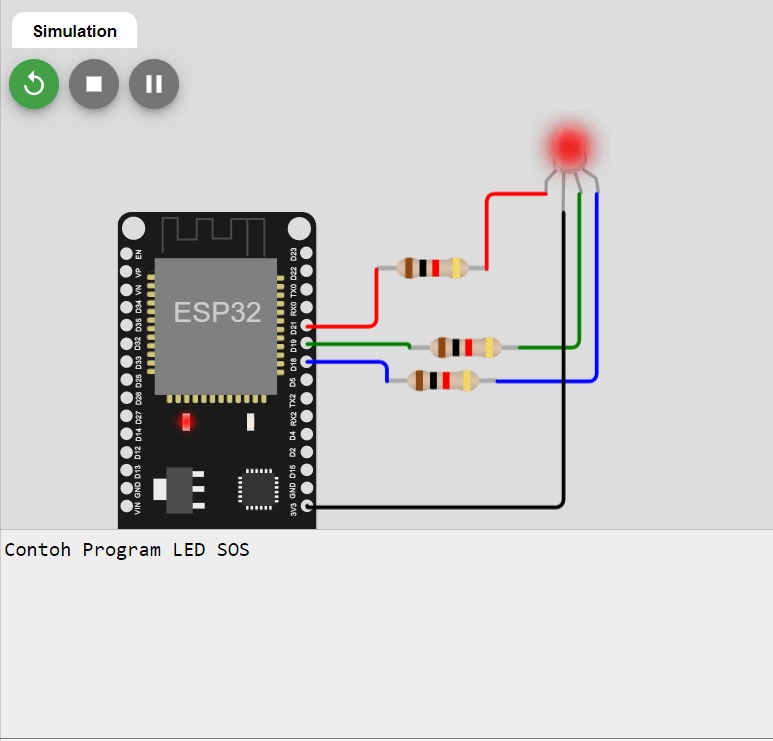 Simulation
ESP32
EN
VP
VN
D34
D35
D32
D33
D25
D26
D27
D14
D12
D13
GND
VIN
D23
D22
TX0
RX0
D21
D19
D18
D5
TX2
RX2
D4
D2
D15
GND
3V3
Contoh Program LED SOS